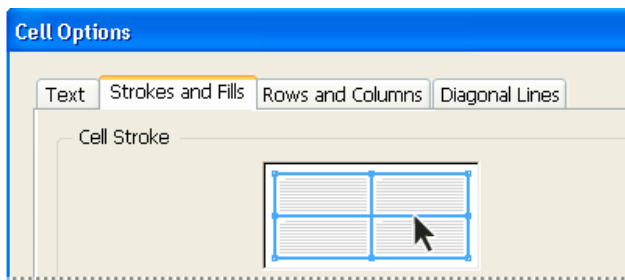 Cell Options
Text Strokes and Fills Rows and Columns Diagonal Lines
Cell Stroke